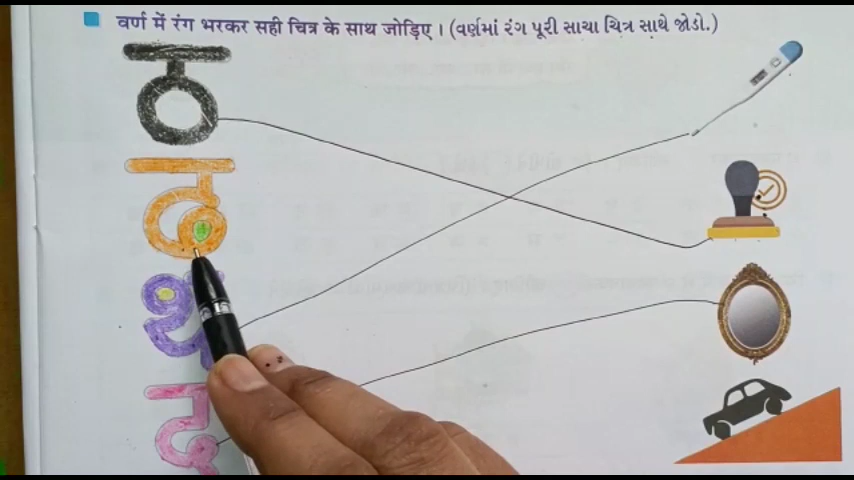 वर्ण में रंग भरकर सही चित्र के साथ जोड़िए । (વર્ણમાં રંગ પૂરી સાચા ચિત્ર સાથે જોડો.)
ठ
ढ
थ
द